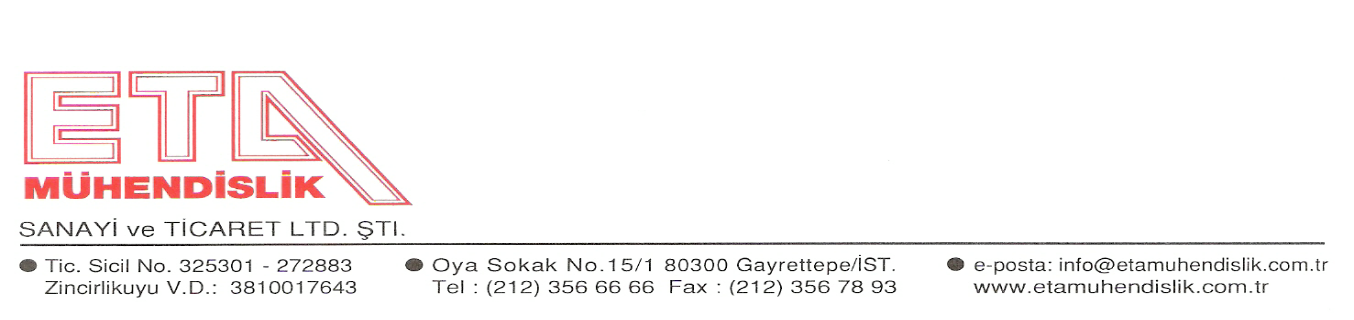 ETA
MÜHENDİSLİK
SANAYİ ve TİCARET LTD. ŞTI.
Tic. Sicil No. 325301 - 272883
Zincirlikuyu V.D.: 3810017643
Oya Sokak No.15/1 80300 Gayrettepe/İST.
Tel : (212) 356 66 66 Fax : (212) 356 78 93
e-posta: info@etamuhendislik.com.tr
www.etamuhendislik.com.tr